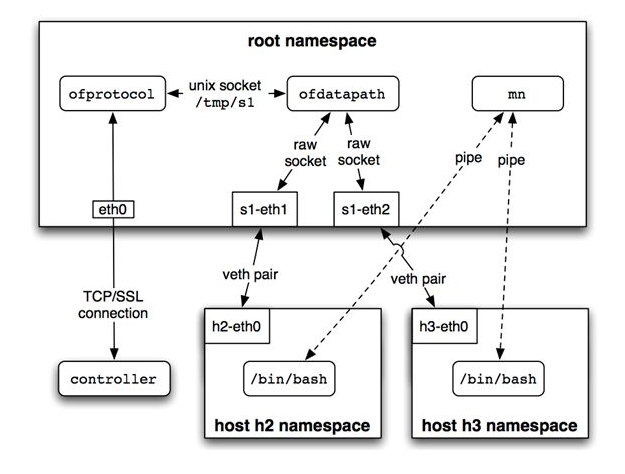 root namespace
ofprotocol
unix socket
/tmp/s1
ofdatapath
mn
raw
socket
raw
socket
pipe
pipe
eth0
s1-eth1
s1-eth2
veth pair
veth pair
TCP/SSL
connection
h2-eth0
h3-eth0
controller
/bin/bash
/bin/bash
host h2 namespace
host h3 namespace